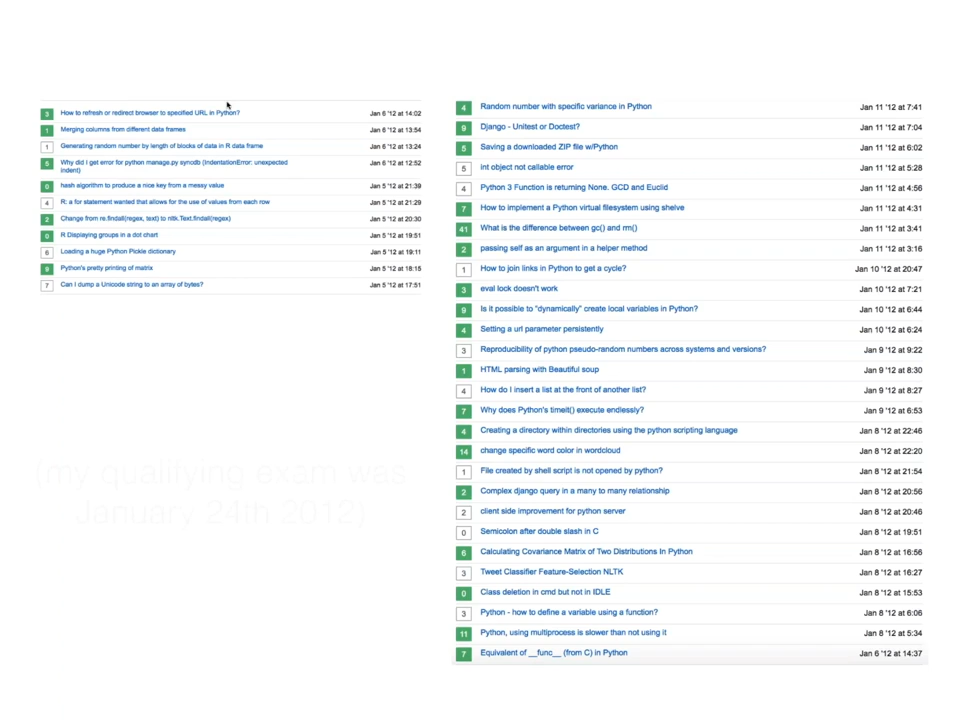 3 How to refresh or redirect browser to specified URL in Python? Jan 6 '12 at 14:02
1 Merging columns from different data frames Jan 6 '12 at 13:54
1 Generating random number by length of blocks of data in R data frame Jan 6 '12 at 13:24
5 Why did I get error for python manage.py syncdb (IndentationError: unexpected Jan 6 '12 at 12:52
indent)
0 hash algorithm to produce a nice key from a messy value Jan 5 '12 at 21:39
4 R: a for statement wanted that allows for the use of values from each row Jan 5 '12 at 21:29
2 Change from re.findall(regex, text) to nltk.Text.findall(regex) Jan 5 '12 at 20:30
0 R Displaying groups in a dot chart Jan 5 '12 at 19:51
6 Loading a huge Python Pickle dictionary Jan 5 '12 at 19:11
9 Python's pretty printing of matrix Jan 5 '12 at 18:15
7 Can I dump a Unicode string to an array of bytes? Jan 5 '12 at 17:51
(my qualifying exam was
January 24th 2012)
4 Random number with specific variance in Python Jan 11 '12 at 7:41
9 Django - Unitest or Doctest? Jan 11 '12 at 7:04
5 Saving a downloaded ZIP file w/Python Jan 11 '12 at 6:02
5 int object not callable error Jan 11 '12 at 5:28
4 Python 3 Function is returning None. GCD and Euclid Jan 11 '12 at 4:56
7 How to implement a Python virtual filesystem using shelve Jan 11 '12 at 4:31
41 What is the difference between gc() and rm() Jan 11 '12 at 3:41
2 passing self as an argument in a helper method Jan 11 '12 at 3:16
1 How to join links in Python to get a cycle? Jan 10 '12 at 20:47
3 eval lock doesn't work Jan 10 '12 at 7:21
9 Is it possible to "dynamically" create local variables in Python? Jan 10 '12 at 6:44
4 Setting a url parameter persistently Jan 10 '12 at 6:24
3 Reproducibility of python pseudo-random numbers across systems and versions? Jan 9 '12 at 9:22
1 HTML parsing with Beautiful soup Jan 9 '12 at 8:30
4 How do I insert a list at the front of another list? Jan 9 '12 at 8:27
7 Why does Python's timeit() execute endlessly? Jan 9 '12 at 6:53
4 Creating a directory within directories using the python scripting language Jan 8 '12 at 22:46
14 change specific word color in wordcloud Jan 8 '12 at 22:20
1 File created by shell script is not opened by python? Jan 8 '12 at 21:54
2 Complex django query in a many to many relationship Jan 8 '12 at 20:56
2 client side improvement for python server Jan 8 '12 at 20:46
0 Semicolon after double slash in C Jan 8 '12 at 19:51
6 Calculating Covariance Matrix of Two Distributions In Python Jan 8 '12 at 16:56
3 Tweet Classifier Feature-Selection NLTK Jan 8 '12 at 16:27
0 Class deletion in cmd but not in IDLE Jan 8 '12 at 15:53
3 Python - how to define a variable using a function? Jan 8 '12 at 6:06
11 Python, using multiprocess is slower than not using it Jan 8 '12 at 5:34
7 Equivalent of __func__ (from C) in Python Jan 6 '12 at 14:37